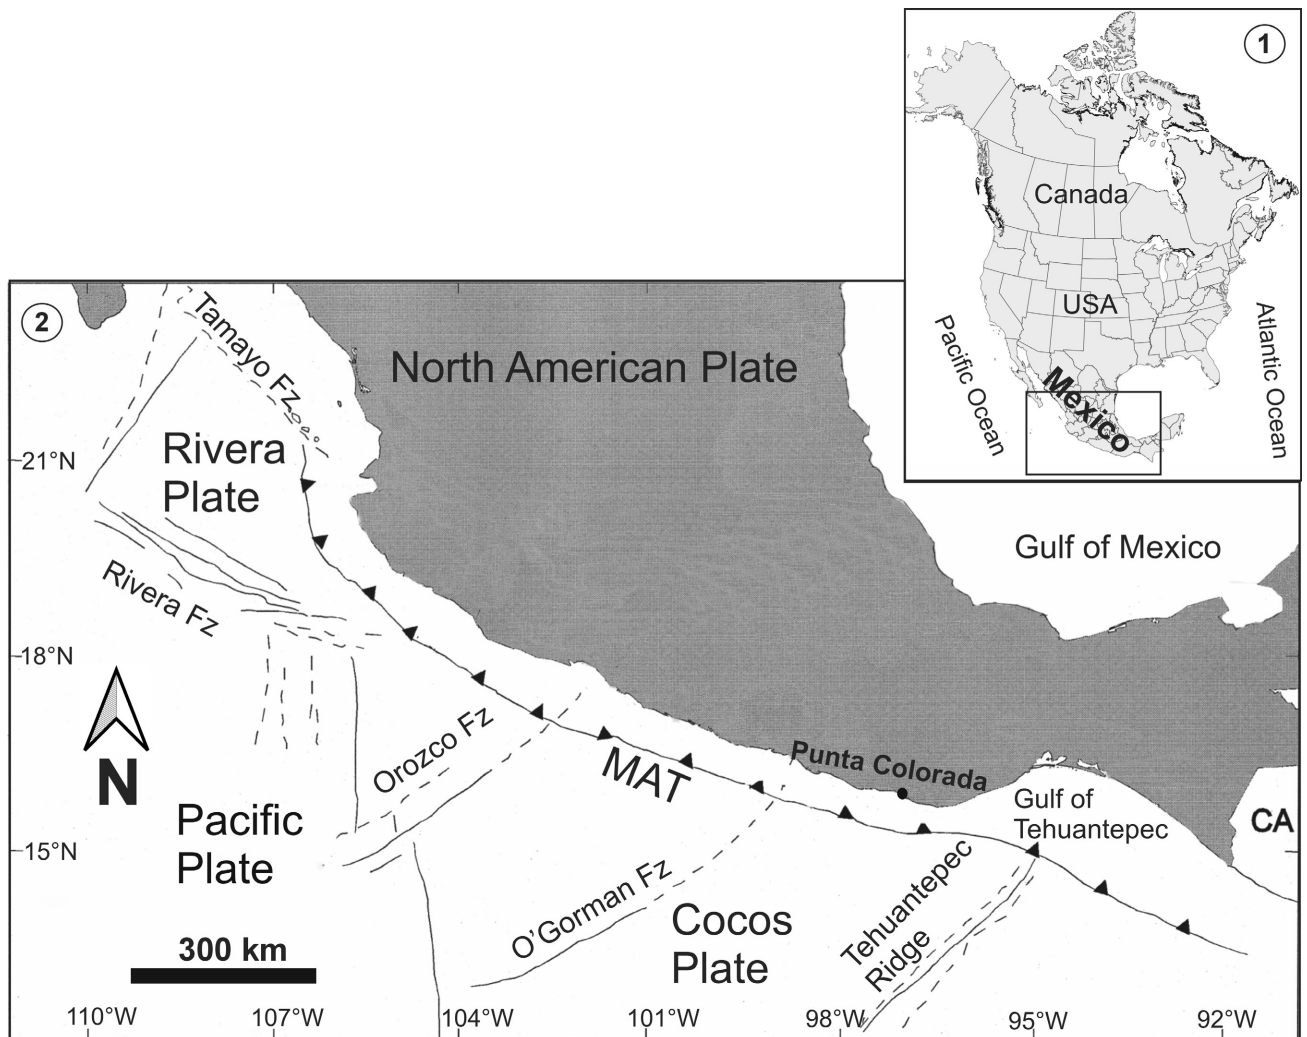 1
Canada
USA
Mexico
Pacific Ocean
Atlantic Ocean
2
Tamayo Fz
North American Plate
Rivera
Plate
21°N
Gulf of Mexico
Rivera Fz
18°N
N
Orozco Fz
MAT
Punta Colorada
Gulf of
Tehuantepec
CA
Pacific
Plate
15°N
O'Gorman Fz
Cocos
Plate
Tehuantepec
Ridge
300 km
110°W
107°W
104°W
101°W
98°W
95°W
92°W